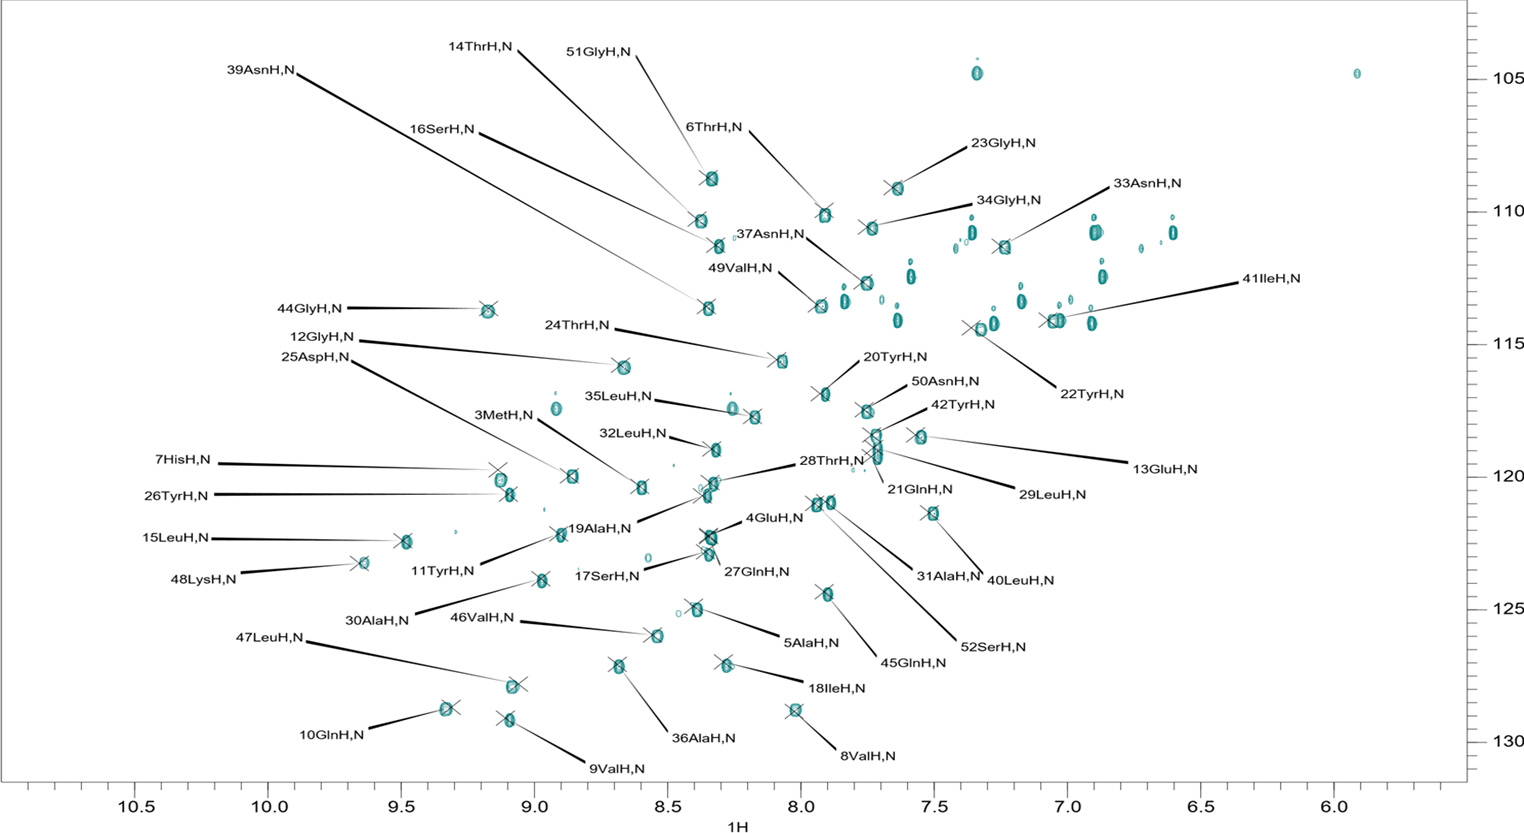 14ThrH,N
51GlyH,N
39AsnH,N
105
16SerH,N
6ThrH,N
23GlyH,N
33AsnH,N
34GlyH,N
110
37AsnH,N
49ValH,N
41IleH,N
44GlyH,N
24ThrH,N
12GlyH,N
115
25AspH,N
20TyrH,N
50AsnH,N
22TyrH,N
35LeuH,N
42TyrH,N
3MetH,N
32LeuH,N
7HisH,N
28ThrH,N
13GluH,N
120
21GlnH,N
29LeuH,N
26TyrH,N
4GluH,N
19AlaH,N
15LeuH,N
11TyrH,N
27GlnH,N
48LysH,N
17SerH,N
31AlaH,N
40LeuH,N
125
30AlaH,N
46ValH,N
47LeuH,N
5AlaH,N
52SerH,N
45GlnH,N
18IleH,N
10GlnH,N
36AlaH,N
130
8ValH,N
9ValH,N
10.5 10.0 9.5 9.0 8.5 8.0 7.5 7.0 6.5 6.0
1H